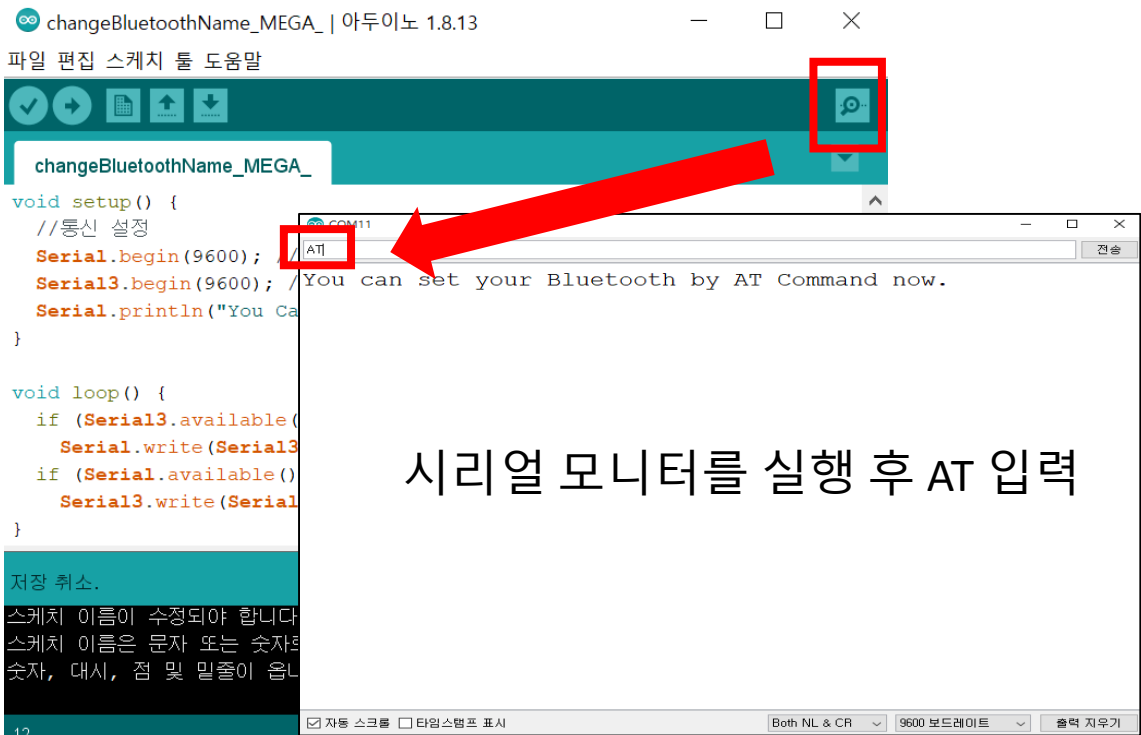 changeBluetoothName_MEGA_ | 아두이노 1.8.13
파일 편집 스케치 툴 도움말
changeBluetoothName_MEGA_
void setup() {
//통신 설정
Serial.begin(9600); //
Serial3.begin(9600); /
Serial.println("You Ca
}
void loop() {
if (Serial3.available(
Serial.write(Serial3
if (Serial.available()
Serial3.write(Serial
}
저장 취소.
스케치 이름이 수정되야 합니다
스케치 이름은 문자 또는 숫자로
숫자, 대시, 점 및 밑줄이 옵니
12
COM11
AT
전송
You can set your Bluetooth by AT Command now.
시리얼 모니터를 실행 후 AT 입력
자동 스크롤
타임스탬프 표시
Both NL & CR
9600 보드레이트
출력 지우기